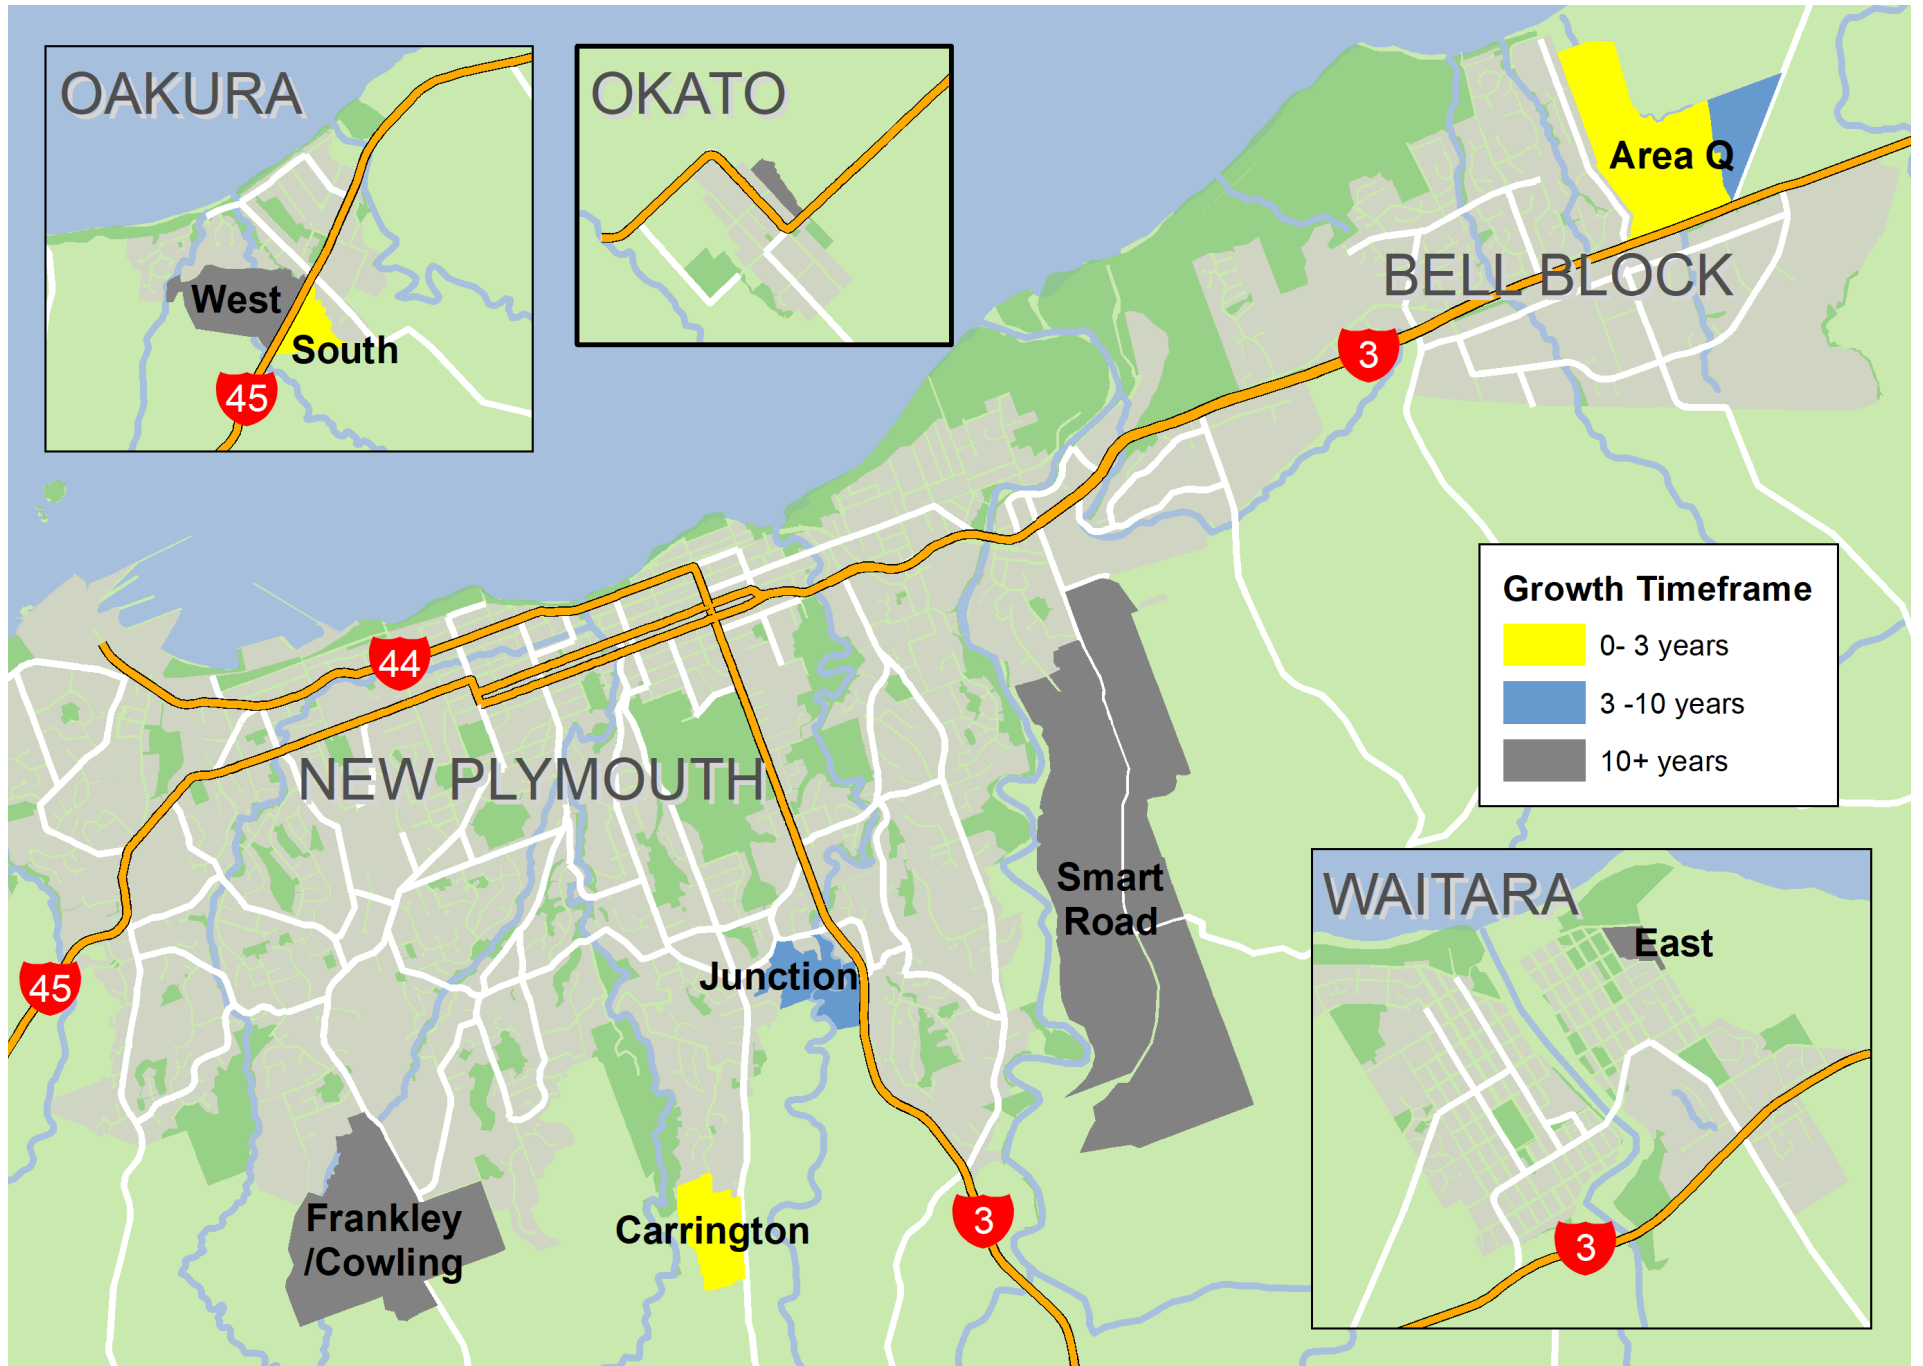 OAKURA
West
South
45
OKATO
Area Q
BELL BLOCK
3
Growth Timeframe
0- 3 years
3 -10 years
10+ years
44
NEW PLYMOUTH
45
Smart
Road
Junction
Frankley
/Cowling
Carrington
3
WAITARA
East
3